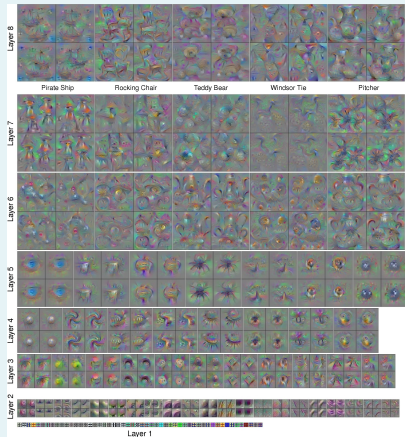 Layer 8
Pirate Ship Rocking Chair Teddy Bear Windsor Tie Pitcher
Layer 7
Layer 6
Layer 5
Layer 4
Layer 3
Layer 2
Layer 1